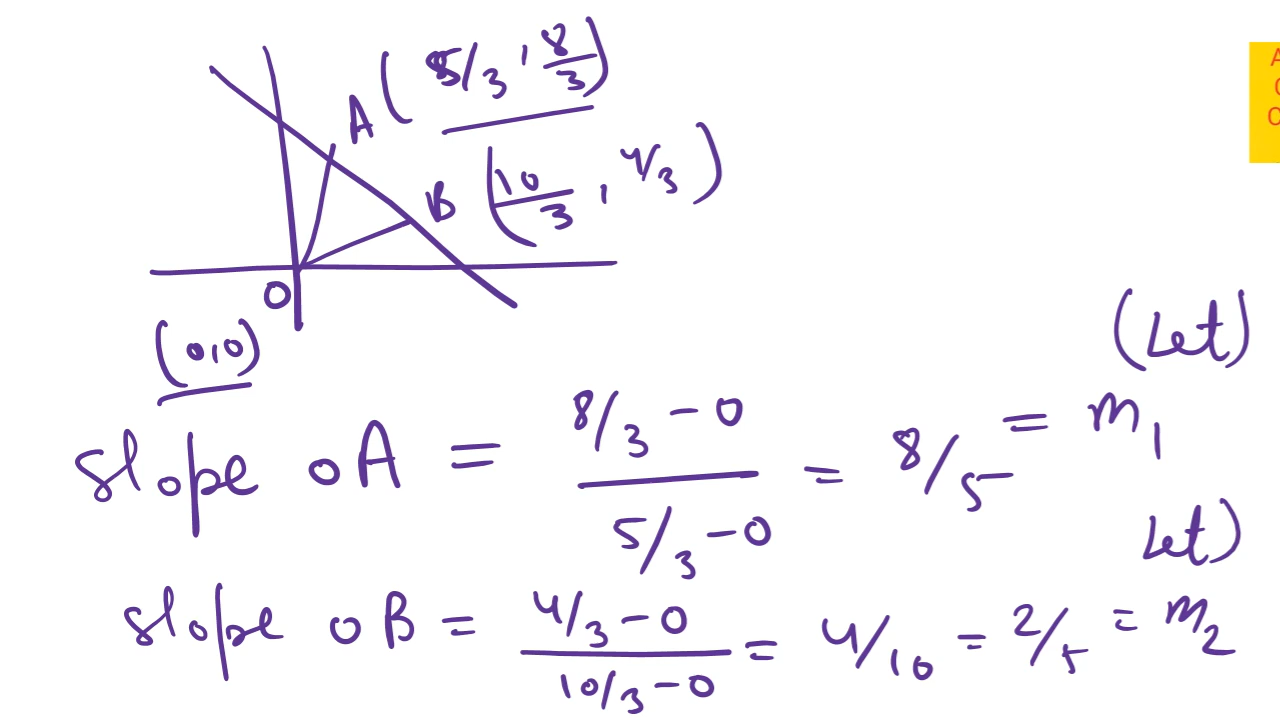 A (5/3, 8/3)
B (10/3, 4/3)
O
(0,0)
(Let)
slope OA = 8/3 - 0 / 5/3 - 0 = 8/5 = m1
Let)
slope OB = 4/3 - 0 / 10/3 - 0 = 4/10 = 2/5 = m2